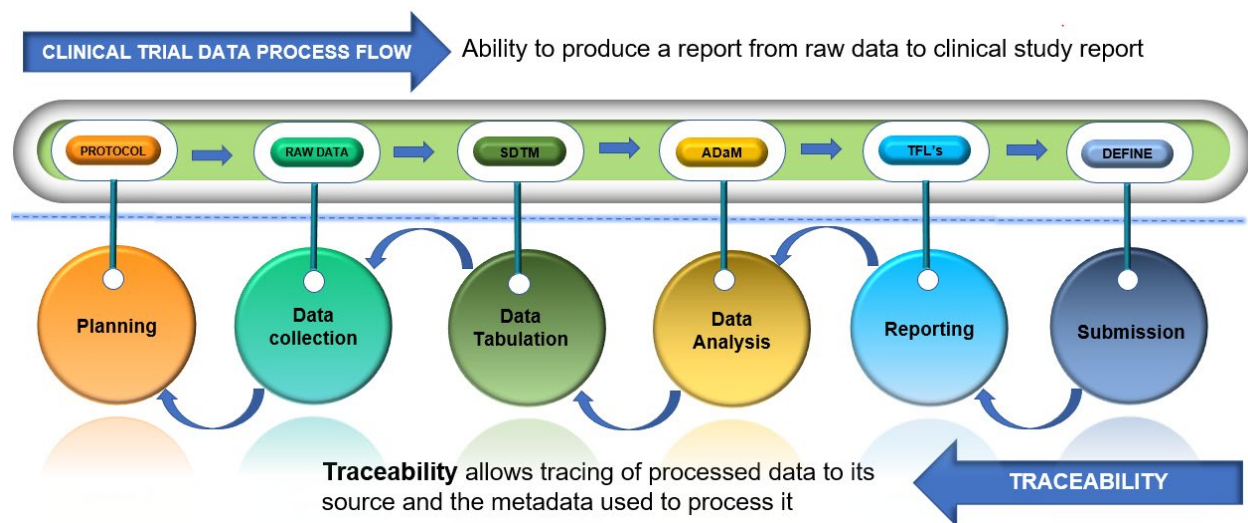 CLINICAL TRIAL DATA PROCESS FLOW
Ability to produce a report from raw data to clinical study report
PROTOCOL
RAW DATA
SDTM
ADaM
TFL's
DEFINE
Planning
Data
collection
Data
Tabulation
Data
Analysis
Reporting
Submission
Traceability allows tracing of processed data to its
source and the metadata used to process it
TRACEABILITY